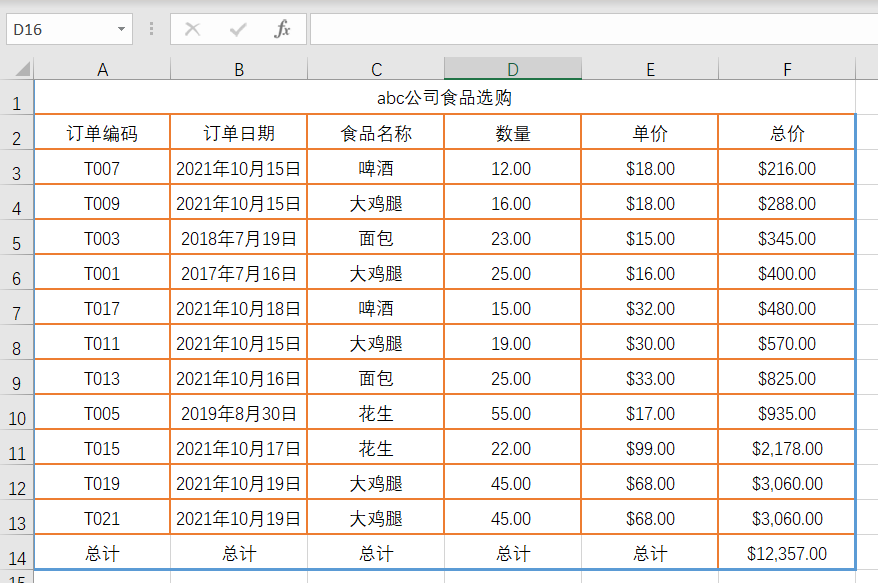 D16
fx
A B C D E F
1 abc公司食品选购
2 订单编码 订单日期 食品名称 数量 单价 总价
3 T007 2021年10月15日 啤酒 12.00 $18.00 $216.00
4 T009 2021年10月15日 大鸡腿 16.00 $18.00 $288.00
5 T003 2018年7月19日 面包 23.00 $15.00 $345.00
6 T001 2017年7月16日 大鸡腿 25.00 $16.00 $400.00
7 T017 2021年10月18日 啤酒 15.00 $32.00 $480.00
8 T011 2021年10月15日 大鸡腿 19.00 $30.00 $570.00
9 T013 2021年10月16日 面包 25.00 $33.00 $825.00
10 T005 2019年8月30日 花生 55.00 $17.00 $935.00
11 T015 2021年10月17日 花生 22.00 $99.00 $2,178.00
12 T019 2021年10月19日 大鸡腿 45.00 $68.00 $3,060.00
13 T021 2021年10月19日 大鸡腿 45.00 $68.00 $3,060.00
14 总计 总计 总计 总计 总计 $12,357.00
15